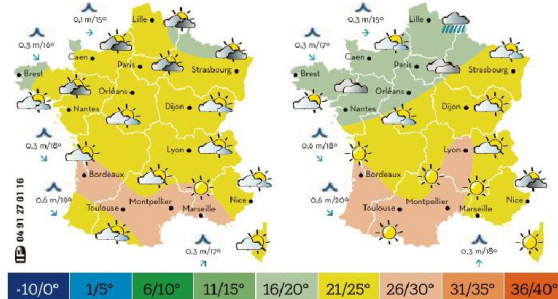 0,1 m/15°
Lille
0,3 m/16°
Caen
Brest
Paris
Strasbourg
Orléans
Nantes
Dijon
0,3 m/18°
Lyon
Bordeaux
0,6 m/19°
Toulouse
Montpellier
Marseille
Nice
0,3 m/17°
04 91 27 01 16
0,3 m/15°
Lille
0,3 m/17°
Caen
Brest
Paris
Strasbourg
Orléans
Nantes
Dijon
0,6 m/18°
Lyon
Bordeaux
0,6 m/20°
Toulouse
Montpellier
Marseille
Nice
0,3 m/18°
-10/0° 1/5° 6/10° 11/15° 16/20° 21/25° 26/30° 31/35° 36/40°